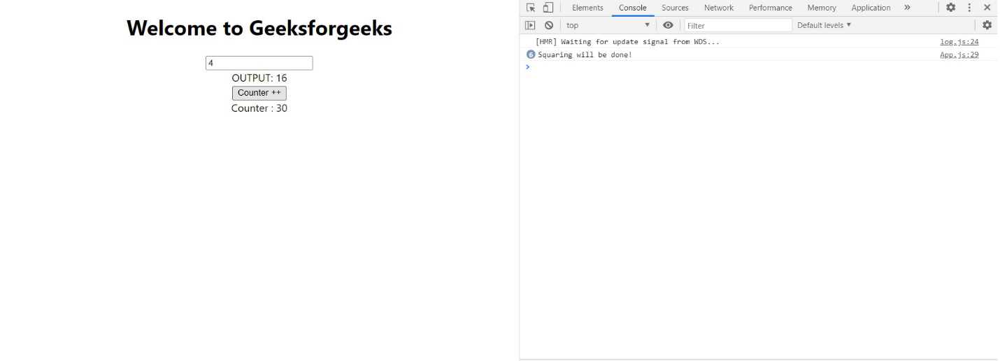 Welcome to Geeksforgeeks
4
OUTPUT: 16
Counter ++
Counter : 30
Elements Console Sources Network Performance Memory Application »
top Filter Default levels
[HMR] Waiting for update signal from WDS... log.js:24
6 Squaring will be done! App.js:29
>